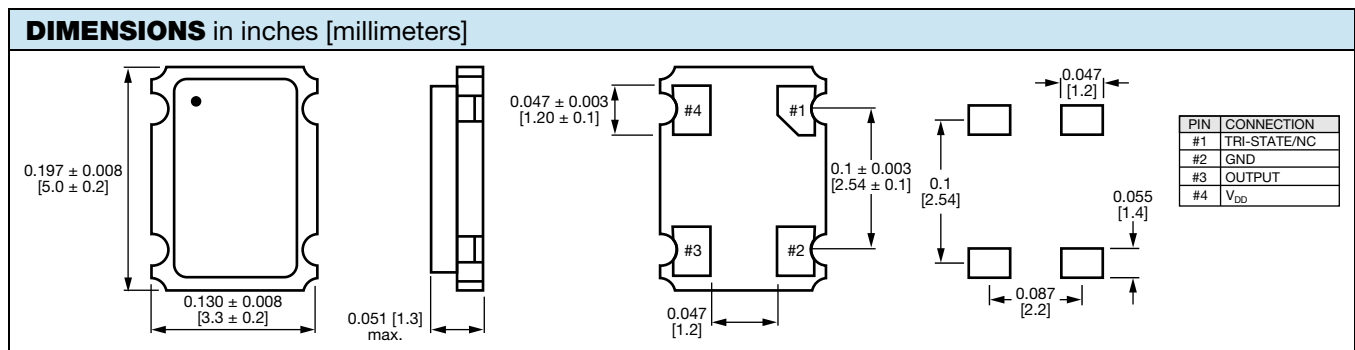 DIMENSIONS in inches [millimeters]
0.197 ± 0.008
[5.0 ± 0.2]
0.130 ± 0.008
[3.3 ± 0.2]
0.051 [1.3]
max.
0.047 ± 0.003
[1.20 ± 0.1]
#4
#1
#3
#2
0.1 ± 0.003
[2.54 ± 0.1]
0.047
[1.2]
0.047
[1.2]
0.1
[2.54]
0.055
[1.4]
0.087
[2.2]
PIN CONNECTION
#1 TRI-STATE/NC
#2 GND
#3 OUTPUT
#4 VDD